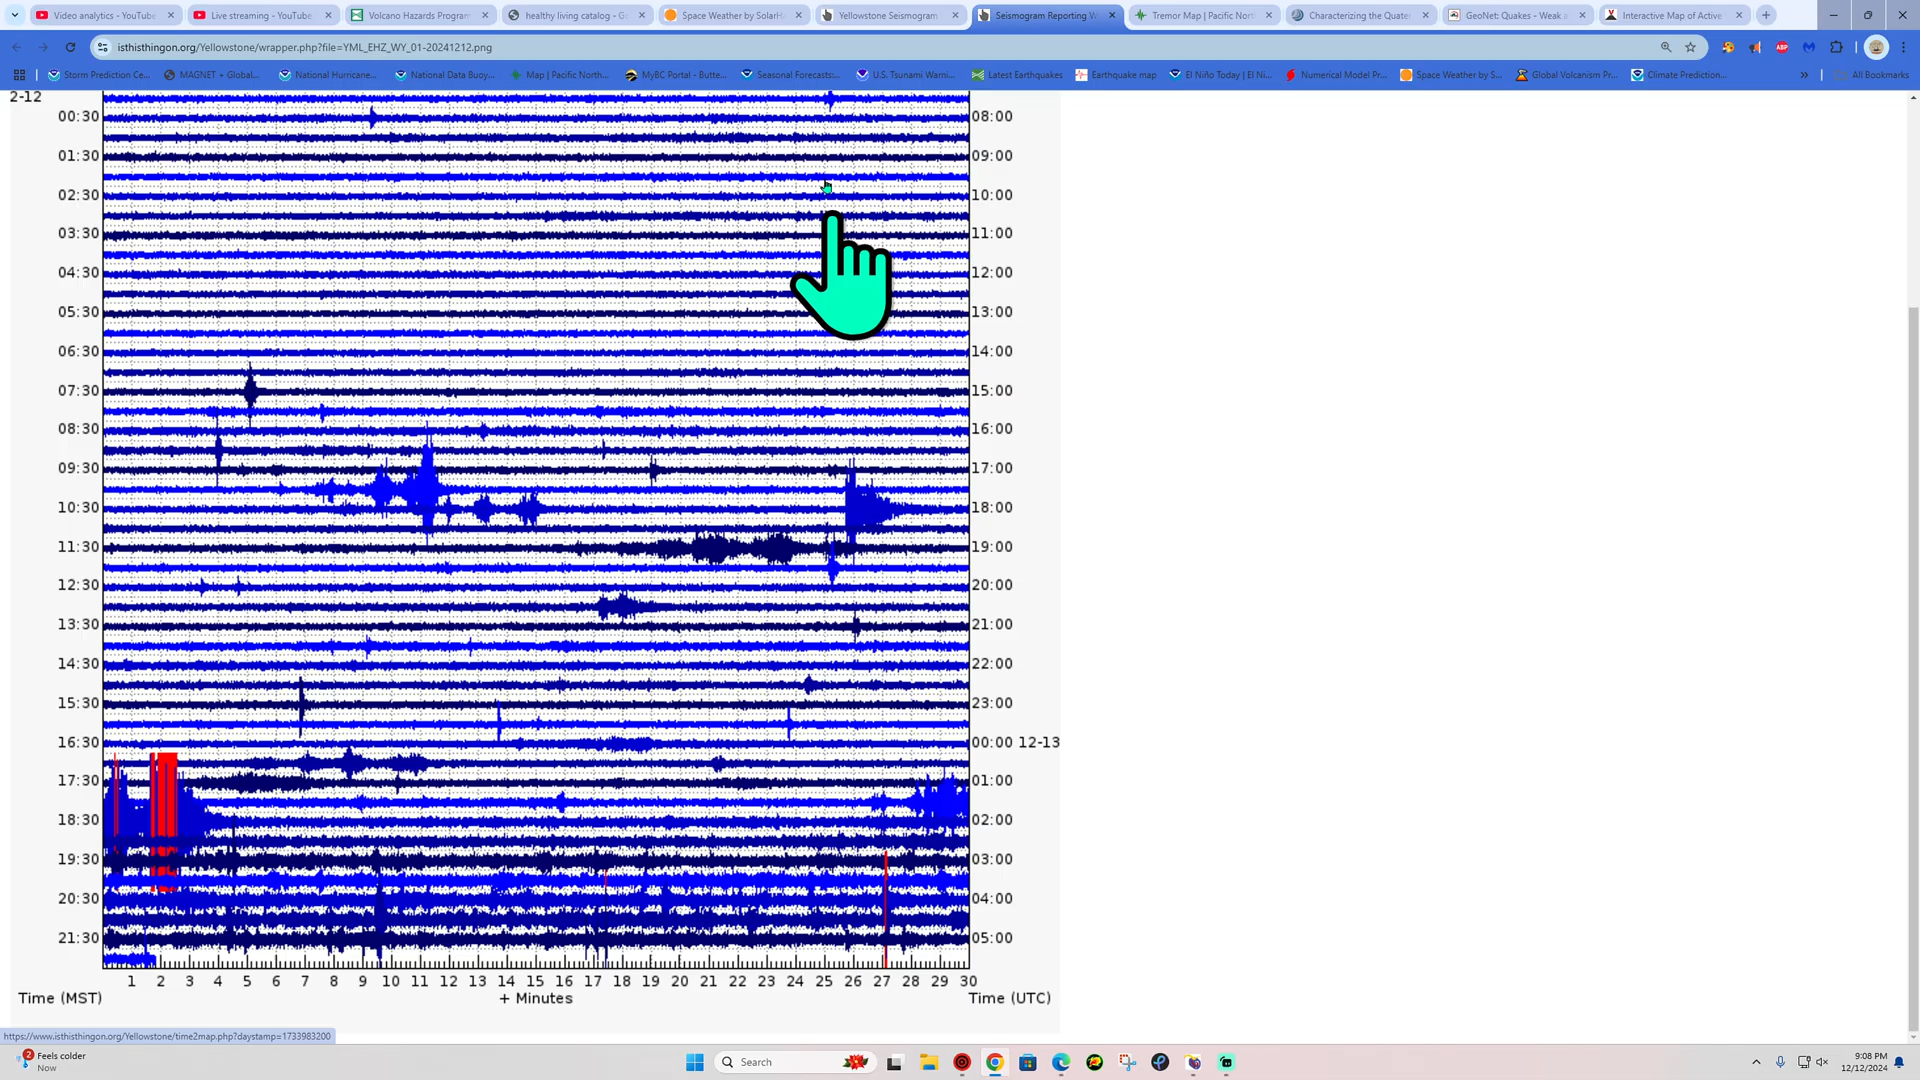 Video analytics - YouTube
Live streaming - YouTube
Volcano Hazards Program
healthy living catalog - G
Space Weather by SolarH
Yellowstone Seismogram
Seismogram Reporting W
Tremor Map | Pacific Nort
Characterizing the Quater
GeoNet: Quakes - Weak a
Interactive Map of Active
isthisthingon.org/Yellowstone/wrapper.php?file=YML_EHZ_WY_01-20241212.png
ABP
Storm Prediction Ce...
MAGNET + Global...
National Hurricane...
National Data Buoy...
Map | Pacific North...
MyBC Portal - Butte...
Seasonal Forecasts:...
U.S. Tsunami Warni...
Latest Earthquakes
Earthquake map
El Niño Today | El Ni...
Numerical Model Pr...
Space Weather by S...
Global Volcanism Pr...
Climate Prediction...
All Bookmarks
2-12
00:30 08:00
01:30 09:00
02:30 10:00
03:30 11:00
04:30 12:00
05:30 13:00
06:30 14:00
07:30 15:00
08:30 16:00
09:30 17:00
10:30 18:00
11:30 19:00
12:30 20:00
13:30 21:00
14:30 22:00
15:30 23:00
16:30 00:00 12-13
17:30 01:00
18:30 02:00
19:30 03:00
20:30 04:00
21:30 05:00
1 2 3 4 5 6 7 8 9 10 11 12 13 14 15 16 17 18 19 20 21 22 23 24 25 26 27 28 29 30
Time (MST) + Minutes Time (UTC)
https://www.isthisthingon.org/Yellowstone/time2map.php?daystamp=1733983200
2
Feels colder
Now
Search
9:08 PM
12/12/2024